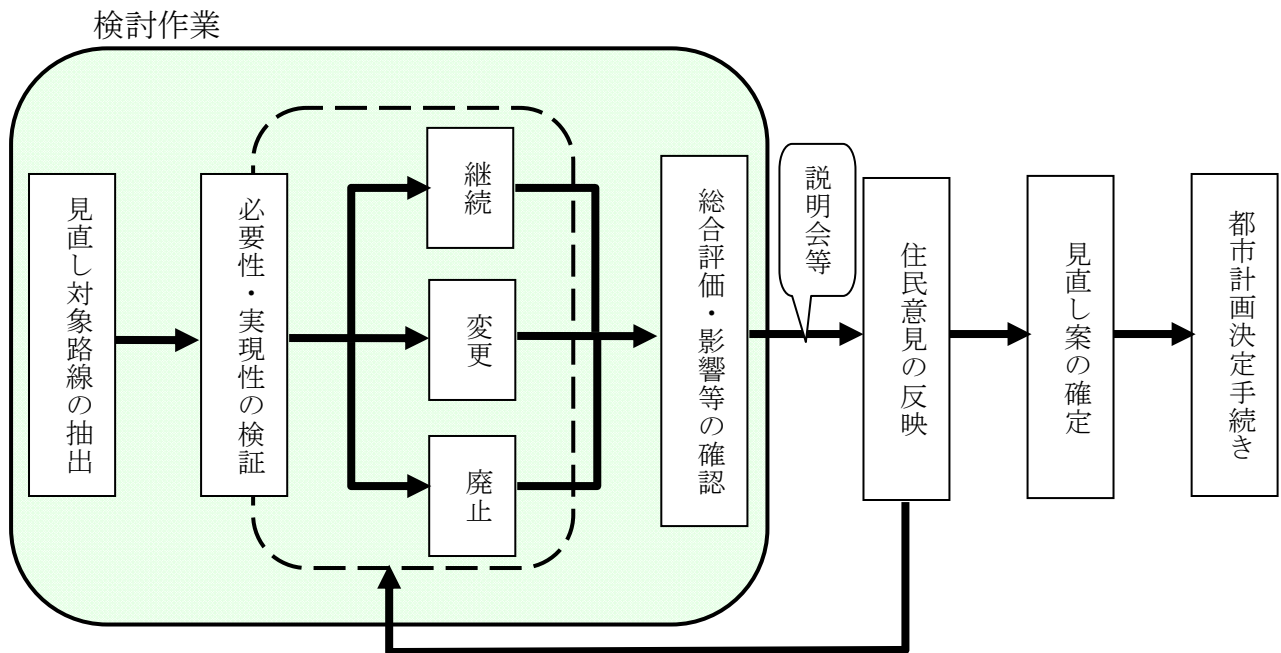 検討作業
見直し対象路線の抽出
必要性・実現性の検証
継続
変更
廃止
総合評価・影響等の確認
説明会等
住民意見の反映
見直し案の確定
都市計画決定手続き